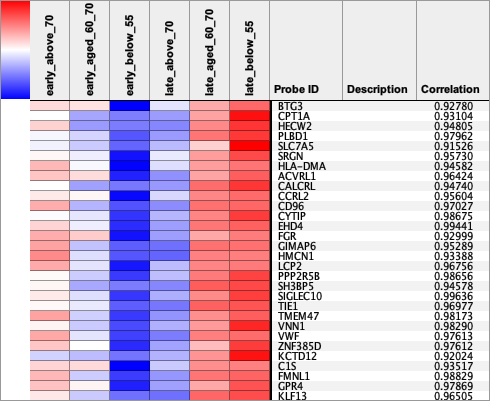 early_above_70
early_aged_60_70
early_below_55
late_above_70
late_aged_60_70
late_below_55
Probe ID Description Correlation
BTG3 0.92780
CPT1A 0.93104
HECW2 0.94805
PLBD1 0.97962
SLC7A5 0.91526
SRGN 0.95730
HLA-DMA 0.94582
ACVRL1 0.96424
CALCRL 0.94740
CCRL2 0.95604
CD96 0.97027
CYTIP 0.98675
EHD4 0.99441
FGR 0.92999
GIMAP6 0.95289
HMCN1 0.93388
LCP2 0.96756
PPP2R5B 0.98656
SH3BP5 0.94578
SIGLEC10 0.99636
TIE1 0.96977
TMEM47 0.98173
VNN1 0.98290
VWF 0.97613
ZNF385D 0.97612
KCTD12 0.92024
C1S 0.93517
FMNL1 0.98829
GPR4 0.97869
KLF13 0.96505